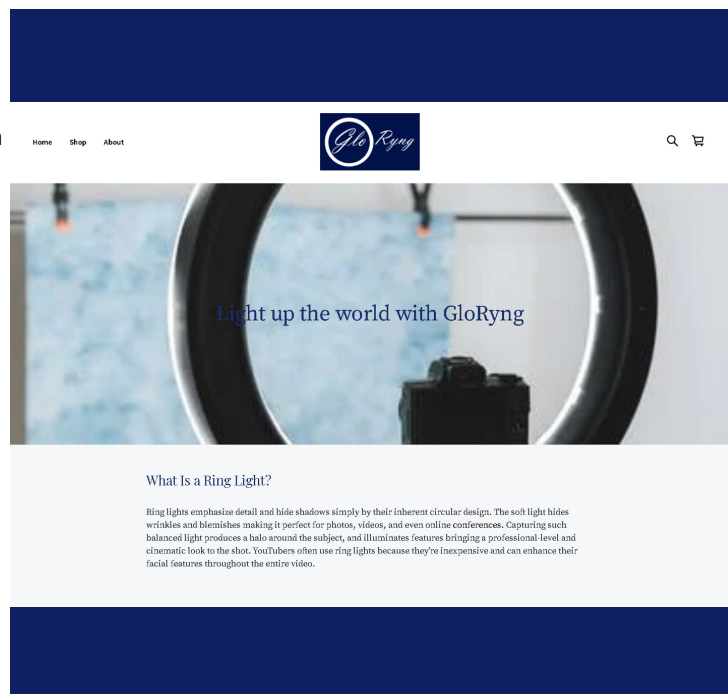 Home Shop About
Glo Ryng
Light up the world with GloRyng
What Is a Ring Light?
Ring lights emphasize detail and hide shadows simply by their inherent circular design. The soft light hides
wrinkles and blemishes making it perfect for photos, videos, and even online conferences. Capturing such
balanced light produces a halo around the subject, and illuminates features bringing a professional-level and
cinematic look to the shot. YouTubers often use ring lights because they're inexpensive and can enhance their
facial features throughout the entire video.